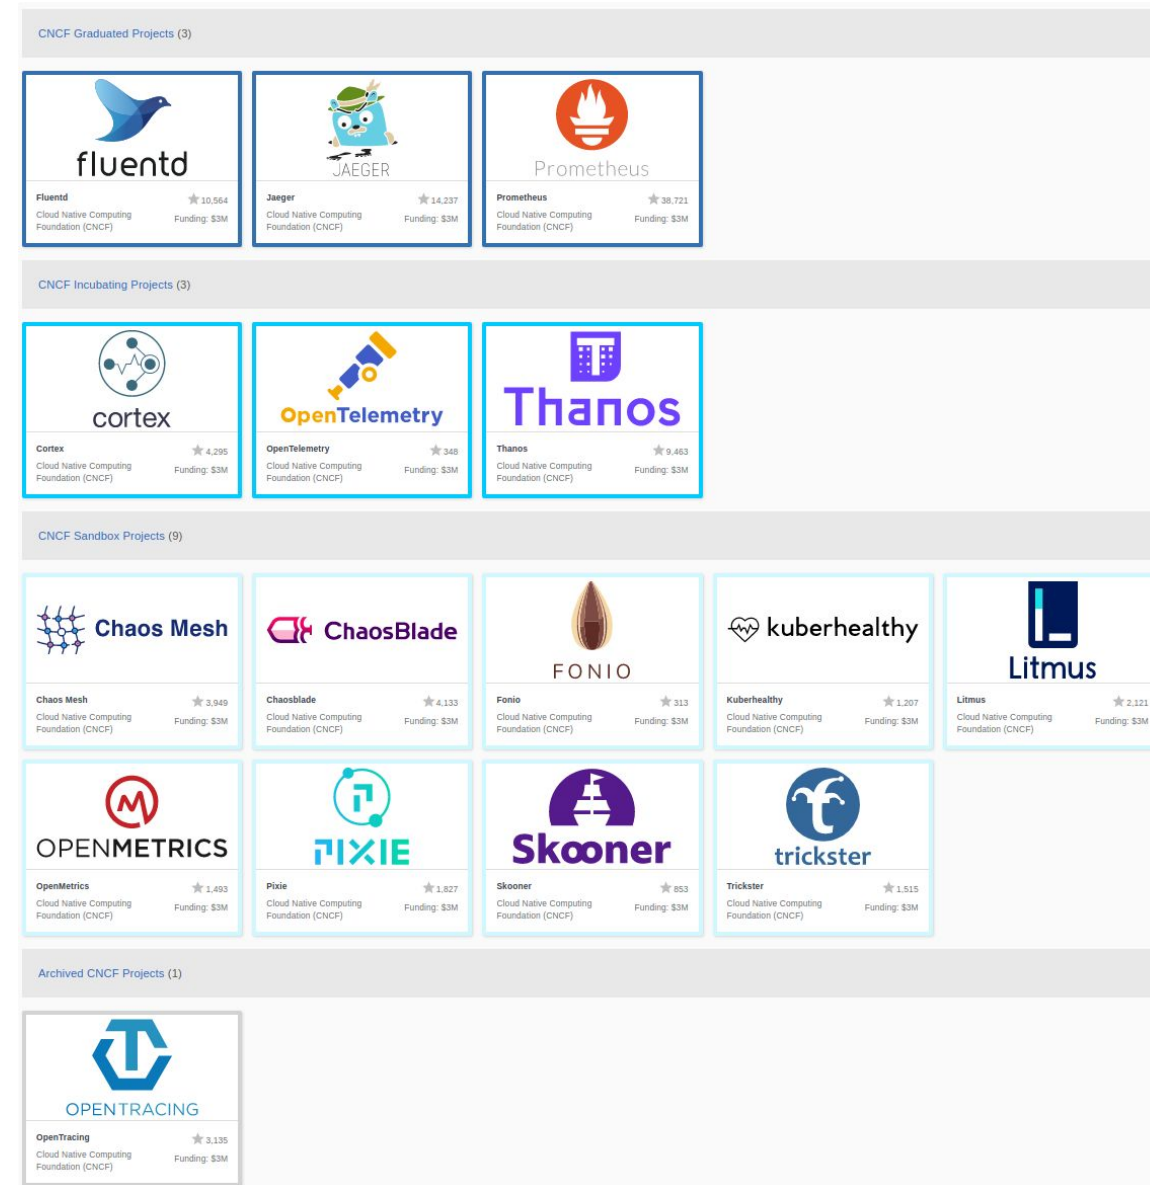 CNCF Graduated Projects (3)
fluentd
JAEGER
Prometheus
Fluentd 10,564
Cloud Native Computing Foundation (CNCF) Funding: $3M
Jaeger 14,237
Cloud Native Computing Foundation (CNCF) Funding: $3M
Prometheus 38,721
Cloud Native Computing Foundation (CNCF) Funding: $3M
CNCF Incubating Projects (3)
cortex
OpenTelemetry
Thanos
Cortex 4,295
Cloud Native Computing Foundation (CNCF) Funding: $3M
OpenTelemetry 348
Cloud Native Computing Foundation (CNCF) Funding: $3M
Thanos 9,463
Cloud Native Computing Foundation (CNCF) Funding: $3M
CNCF Sandbox Projects (9)
Chaos Mesh
ChaosBlade
FONIO
kuberhealthy
Litmus
Chaos Mesh 3,949
Cloud Native Computing Foundation (CNCF) Funding: $3M
Chaosblade 4,133
Cloud Native Computing Foundation (CNCF) Funding: $3M
Fonio 313
Cloud Native Computing Foundation (CNCF) Funding: $3M
Kuberhealthy 1,207
Cloud Native Computing Foundation (CNCF) Funding: $3M
Litmus 2,121
Cloud Native Computing Foundation (CNCF) Funding: $3M
OPENMETRICS
PIXIE
Skooner
trickster
OpenMetrics 1,493
Cloud Native Computing Foundation (CNCF) Funding: $3M
Pixie 1,827
Cloud Native Computing Foundation (CNCF) Funding: $3M
Skooner 853
Cloud Native Computing Foundation (CNCF) Funding: $3M
Trickster 1,515
Cloud Native Computing Foundation (CNCF) Funding: $3M
Archived CNCF Projects (1)
OPENTRACING
OpenTracing 3,135
Cloud Native Computing Foundation (CNCF) Funding: $3M